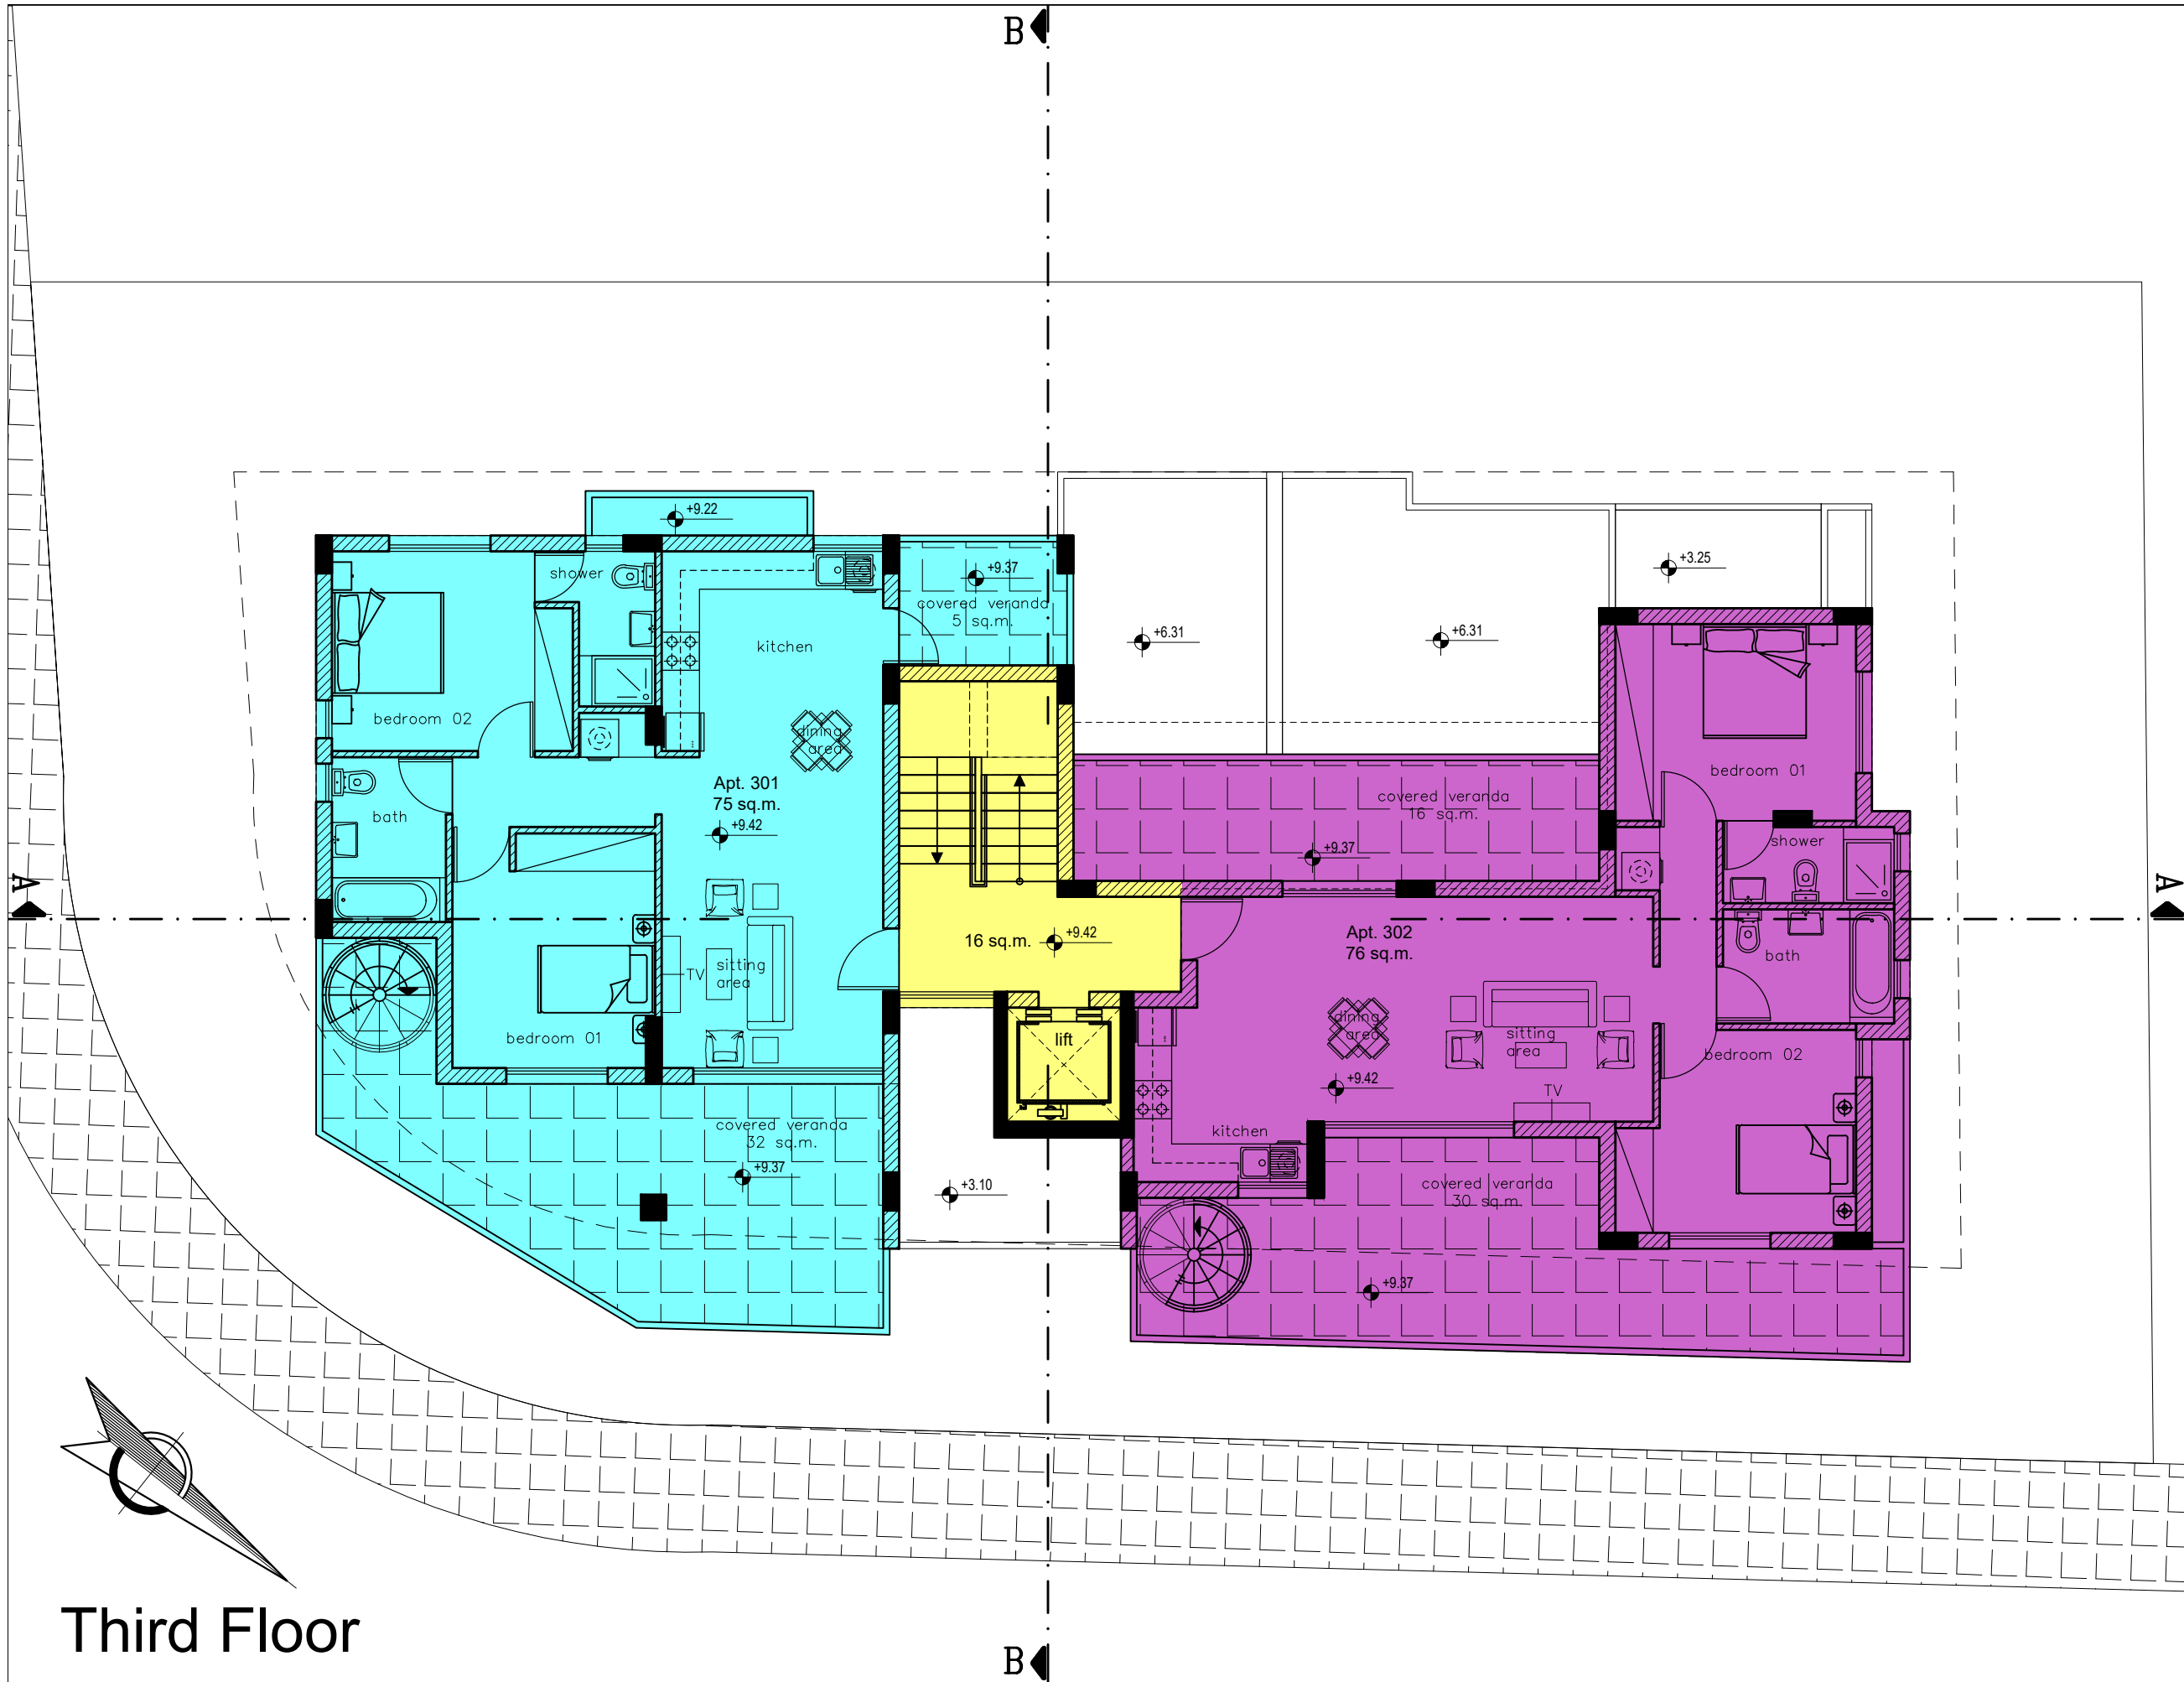 B
+9.22
shower
+9.37
covered veranda
5 sq.m.
+3.25
+6.31
+6.31
kitchen
bedroom 02
dining
area
Apt. 301
75 sq.m.
+9.42
bath
bedroom 01
covered veranda
16 sq.m.
+9.37
shower
A
A
16 sq.m.
+9.42
Apt. 302
76 sq.m.
bath
TV
sitting
area
bedroom 01
lift
dining
area
sitting
area
bedroom 02
+9.42
TV
covered veranda
32 sq.m.
+9.37
kitchen
+3.10
covered veranda
30 sq.m.
+9.37
Third Floor
B